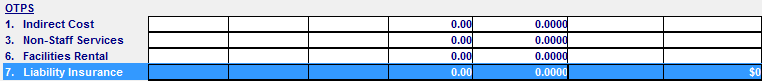 OTPS
1. Indirect Cost 0.00 0.0000
3. Non-Staff Services 0.00 0.0000
6. Facilities Rental 0.00 0.0000
7. Liability Insurance 0.00 0.0000 $0